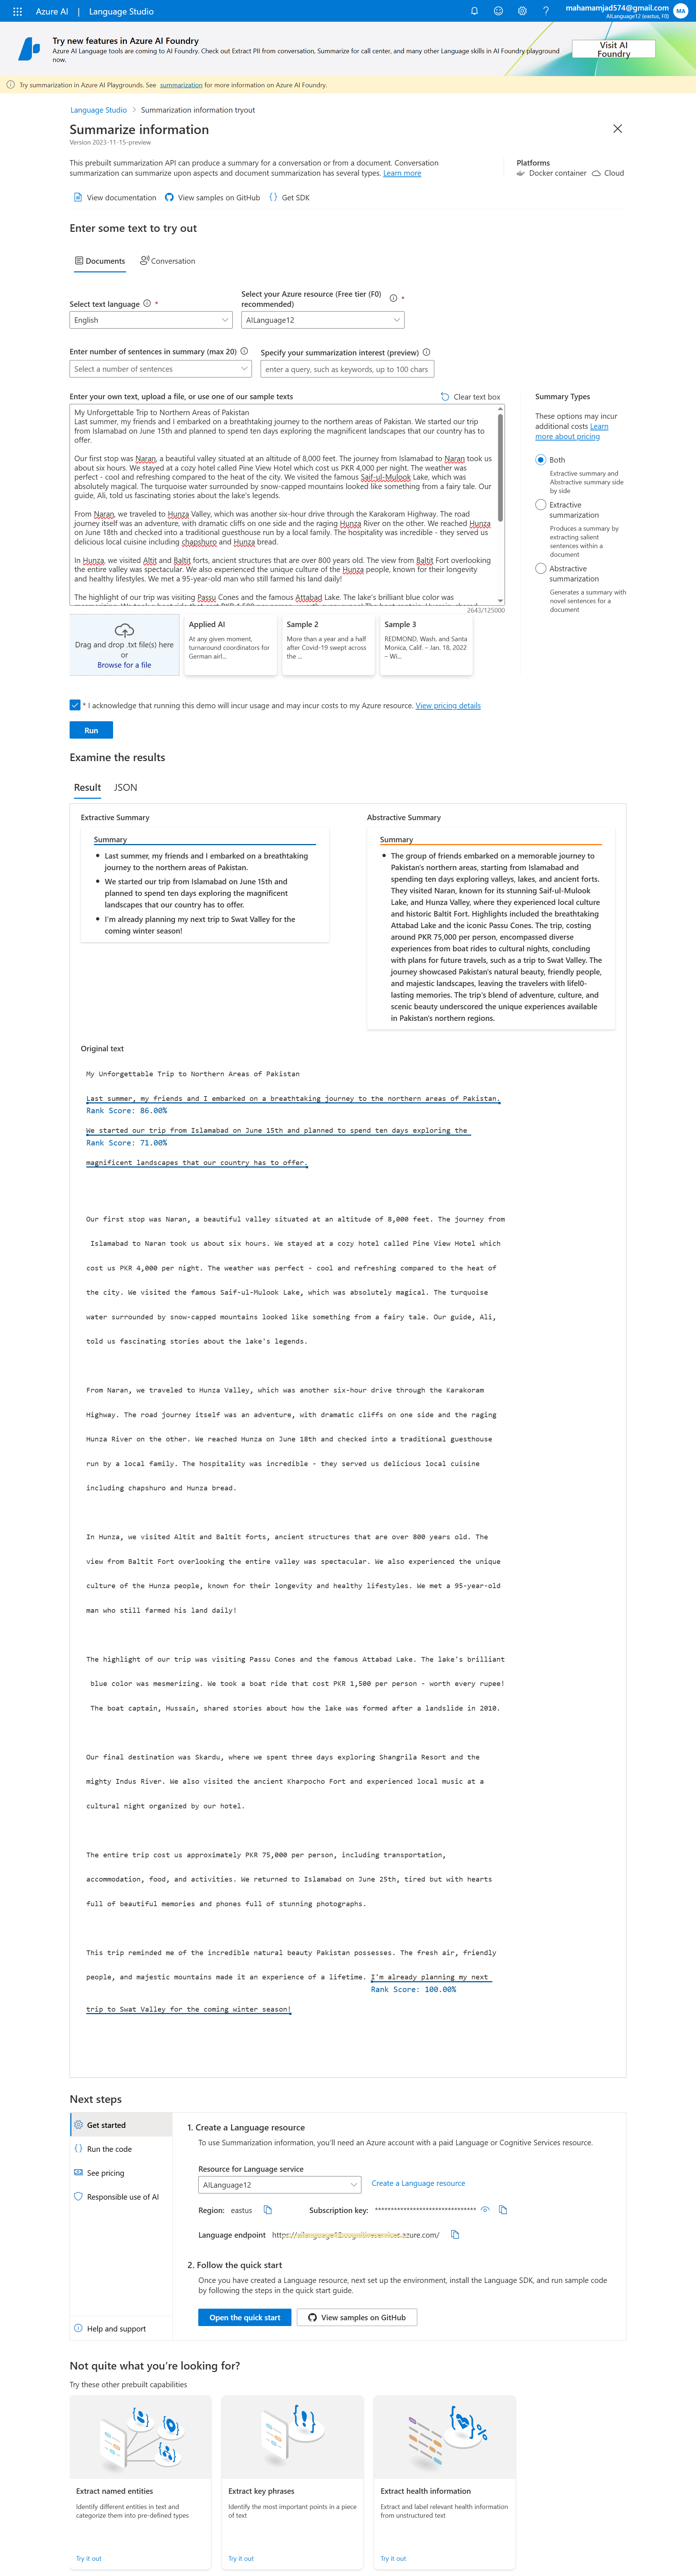 Azure AI | Language Studio
mahamamjad574@gmail.com
AILanguage12 (eastus, F0)
MA
Try new features in Azure AI Foundry
Azure AI Language tools are coming to AI Foundry. Check out Extract PII from conversation, Summarize for call center, and many other Language skills in AI Foundry playground
now.
Visit AI
Foundry
Try summarization in Azure AI Playgrounds. See summarization for more information on Azure AI Foundry.
Language Studio > Summarization information tryout
Summarize information
Version 2023-11-15-preview
This prebuilt summarization API can produce a summary for a conversation or from a document. Conversation
summarization can summarize upon aspects and document summarization has several types. Learn more
Platforms
Docker container Cloud
View documentation View samples on GitHub Get SDK
Enter some text to try out
Documents Conversation
Select text language *
English
Select your Azure resource (Free tier (F0)
recommended) *
AILanguage12
Enter number of sentences in summary (max 20)
Select a number of sentences
Specify your summarization interest (preview)
enter a query, such as keywords, up to 100 chars
Enter your own text, upload a file, or use one of our sample texts
Clear text box
My Unforgettable Trip to Northern Areas of Pakistan
Last summer, my friends and I embarked on a breathtaking journey to the northern areas of Pakistan. We started our trip
from Islamabad on June 15th and planned to spend ten days exploring the magnificent landscapes that our country has to
offer.
Our first stop was Naran, a beautiful valley situated at an altitude of 8,000 feet. The journey from Islamabad to Naran took us
about six hours. We stayed at a cozy hotel called Pine View Hotel which cost us PKR 4,000 per night. The weather was
perfect - cool and refreshing compared to the heat of the city. We visited the famous Saif-ul-Mulook Lake, which was
absolutely magical. The turquoise water surrounded by snow-capped mountains looked like something from a fairy tale. Our
guide, Ali, told us fascinating stories about the lake's legends.
From Naran, we traveled to Hunza Valley, which was another six-hour drive through the Karakoram Highway. The road
journey itself was an adventure, with dramatic cliffs on one side and the raging Hunza River on the other. We reached Hunza
on June 18th and checked into a traditional guesthouse run by a local family. The hospitality was incredible - they served us
delicious local cuisine including chapshuro and Hunza bread.
In Hunza, we visited Altit and Baltit forts, ancient structures that are over 800 years old. The view from Baltit Fort overlooking
the entire valley was spectacular. We also experienced the unique culture of the Hunza people, known for their longevity
and healthy lifestyles. We met a 95-year-old man who still farmed his land daily!
The highlight of our trip was visiting Passu Cones and the famous Attabad Lake. The lake's brilliant blue color was
2643/125000
Drag and drop .txt file(s) here
or
Browse for a file
Applied AI
At any given moment,
turnaround coordinators for
German airl...
Sample 2
More than a year and a half
after Covid-19 swept across
the ...
Sample 3
REDMOND, Wash. and Santa
Monica, Calif. – Jan. 18, 2022
– Wi...
Summary Types
These options may incur
additional costs Learn
more about pricing
Both
Extractive summary and
Abstractive summary side
by side
Extractive
summarization
Produces a summary by
extracting salient
sentences within a
document
Abstractive
summarization
Generates a summary with
novel sentences for a
document
* I acknowledge that running this demo will incur usage and may incur costs to my Azure resource. View pricing details
Run
Examine the results
Result JSON
Extractive Summary
Summary
• Last summer, my friends and I embarked on a breathtaking
journey to the northern areas of Pakistan.
• We started our trip from Islamabad on June 15th and
planned to spend ten days exploring the magnificent
landscapes that our country has to offer.
• I'm already planning my next trip to Swat Valley for the
coming winter season!
Abstractive Summary
Summary
• The group of friends embarked on a memorable journey to
Pakistan's northern areas, starting from Islamabad and
spending ten days exploring valleys, lakes, and ancient forts.
They visited Naran, known for its stunning Saif-ul-Mulook
Lake, and Hunza Valley, where they experienced local culture
and historic Baltit Fort. Highlights included the breathtaking
Attabad Lake and the iconic Passu Cones. The trip, costing
around PKR 75,000 per person, encompassed diverse
experiences from boat rides to cultural nights, concluding
with plans for future travels, such as a trip to Swat Valley. The
journey showcased Pakistan's natural beauty, friendly people,
and majestic landscapes, leaving the travelers with lifel0-
lasting memories. The trip's blend of adventure, culture, and
scenic beauty underscored the unique experiences available
in Pakistan's northern regions.
Original text
My Unforgettable Trip to Northern Areas of Pakistan
Last summer, my friends and I embarked on a breathtaking journey to the northern areas of Pakistan.
Rank Score: 86.00%
We started our trip from Islamabad on June 15th and planned to spend ten days exploring the
Rank Score: 71.00%
magnificent landscapes that our country has to offer.
Our first stop was Naran, a beautiful valley situated at an altitude of 8,000 feet. The journey from
Islamabad to Naran took us about six hours. We stayed at a cozy hotel called Pine View Hotel which
cost us PKR 4,000 per night. The weather was perfect - cool and refreshing compared to the heat of
the city. We visited the famous Saif-ul-Mulook Lake, which was absolutely magical. The turquoise
water surrounded by snow-capped mountains looked like something from a fairy tale. Our guide, Ali,
told us fascinating stories about the lake's legends.
From Naran, we traveled to Hunza Valley, which was another six-hour drive through the Karakoram
Highway. The road journey itself was an adventure, with dramatic cliffs on one side and the raging
Hunza River on the other. We reached Hunza on June 18th and checked into a traditional guesthouse
run by a local family. The hospitality was incredible - they served us delicious local cuisine
including chapshuro and Hunza bread.
In Hunza, we visited Altit and Baltit forts, ancient structures that are over 800 years old. The
view from Baltit Fort overlooking the entire valley was spectacular. We also experienced the unique
culture of the Hunza people, known for their longevity and healthy lifestyles. We met a 95-year-old
man who still farmed his land daily!
The highlight of our trip was visiting Passu Cones and the famous Attabad Lake. The lake's brilliant
blue color was mesmerizing. We took a boat ride that cost PKR 1,500 per person - worth every rupee!
The boat captain, Hussain, shared stories about how the lake was formed after a landslide in 2010.
Our final destination was Skardu, where we spent three days exploring Shangrila Resort and the
mighty Indus River. We also visited the ancient Kharpocho Fort and experienced local music at a
cultural night organized by our hotel.
The entire trip cost us approximately PKR 75,000 per person, including transportation,
accommodation, food, and activities. We returned to Islamabad on June 25th, tired but with hearts
full of beautiful memories and phones full of stunning photographs.
This trip reminded me of the incredible natural beauty Pakistan possesses. The fresh air, friendly
people, and majestic mountains made it an experience of a lifetime. I'm already planning my next
Rank Score: 100.00%
trip to Swat Valley for the coming winter season!
Next steps
Get started
Run the code
See pricing
Responsible use of AI
Help and support
1. Create a Language resource
To use Summarization information, you'll need an Azure account with a paid Language or Cognitive Services resource.
Resource for Language service
AILanguage12
Create a Language resource
Region: eastus Subscription key: ********************************
Language endpoint
2. Follow the quick start
Once you have created a Language resource, next set up the environment, install the Language SDK, and run sample code
by following the steps in the quick start guide.
Open the quick start View samples on GitHub
Not quite what you're looking for?
Try these other prebuilt capabilities
Extract named entities
Identify different entities in text and
categorize them into pre-defined types
Try it out
Extract key phrases
Identify the most important points in a piece
of text
Try it out
Extract health information
Extract and label relevant health information
from unstructured text
Try it out